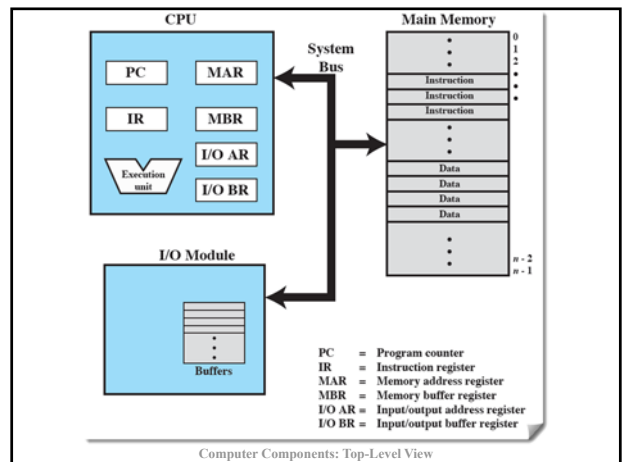 CPU
Main Memory
System
Bus
PC
MAR
IR
MBR
I/O AR
I/O BR
Execution
unit
0
1
2
Instruction
Instruction
Instruction
Data
Data
Data
Data
n - 2
n - 1
I/O Module
Buffers
PC = Program counter
IR = Instruction register
MAR = Memory address register
MBR = Memory buffer register
I/O AR = Input/output address register
I/O BR = Input/output buffer register
Computer Components: Top-Level View